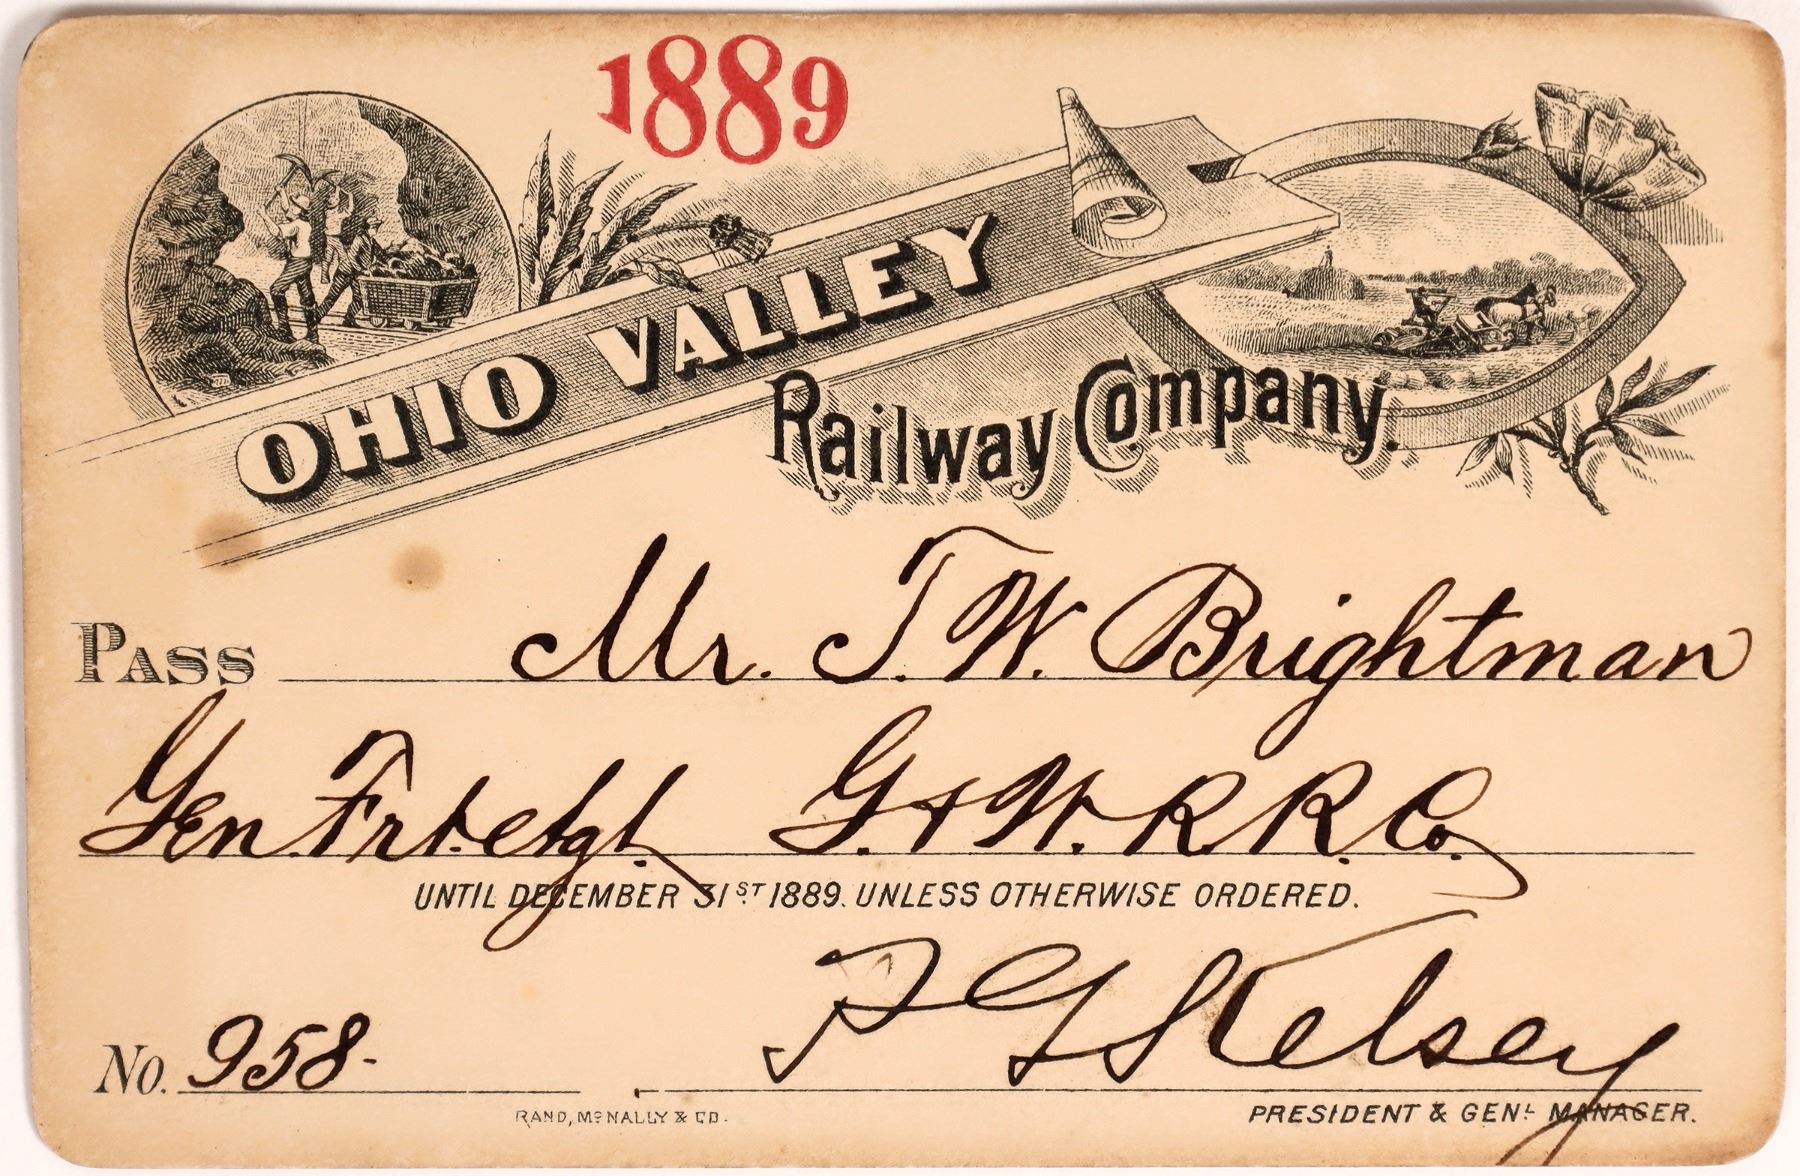 1889
OHIO VALLEY
Railway Company.
PASS Mr. T. W. Brightman
Gen. Frt. Agt. G. & W. R. R. Co.
UNTIL DECEMBER 31ST 1889. UNLESS OTHERWISE ORDERED.
No. 958- P G Kelsey
RAND, McNALLY & CO. PRESIDENT & GENL MANAGER.